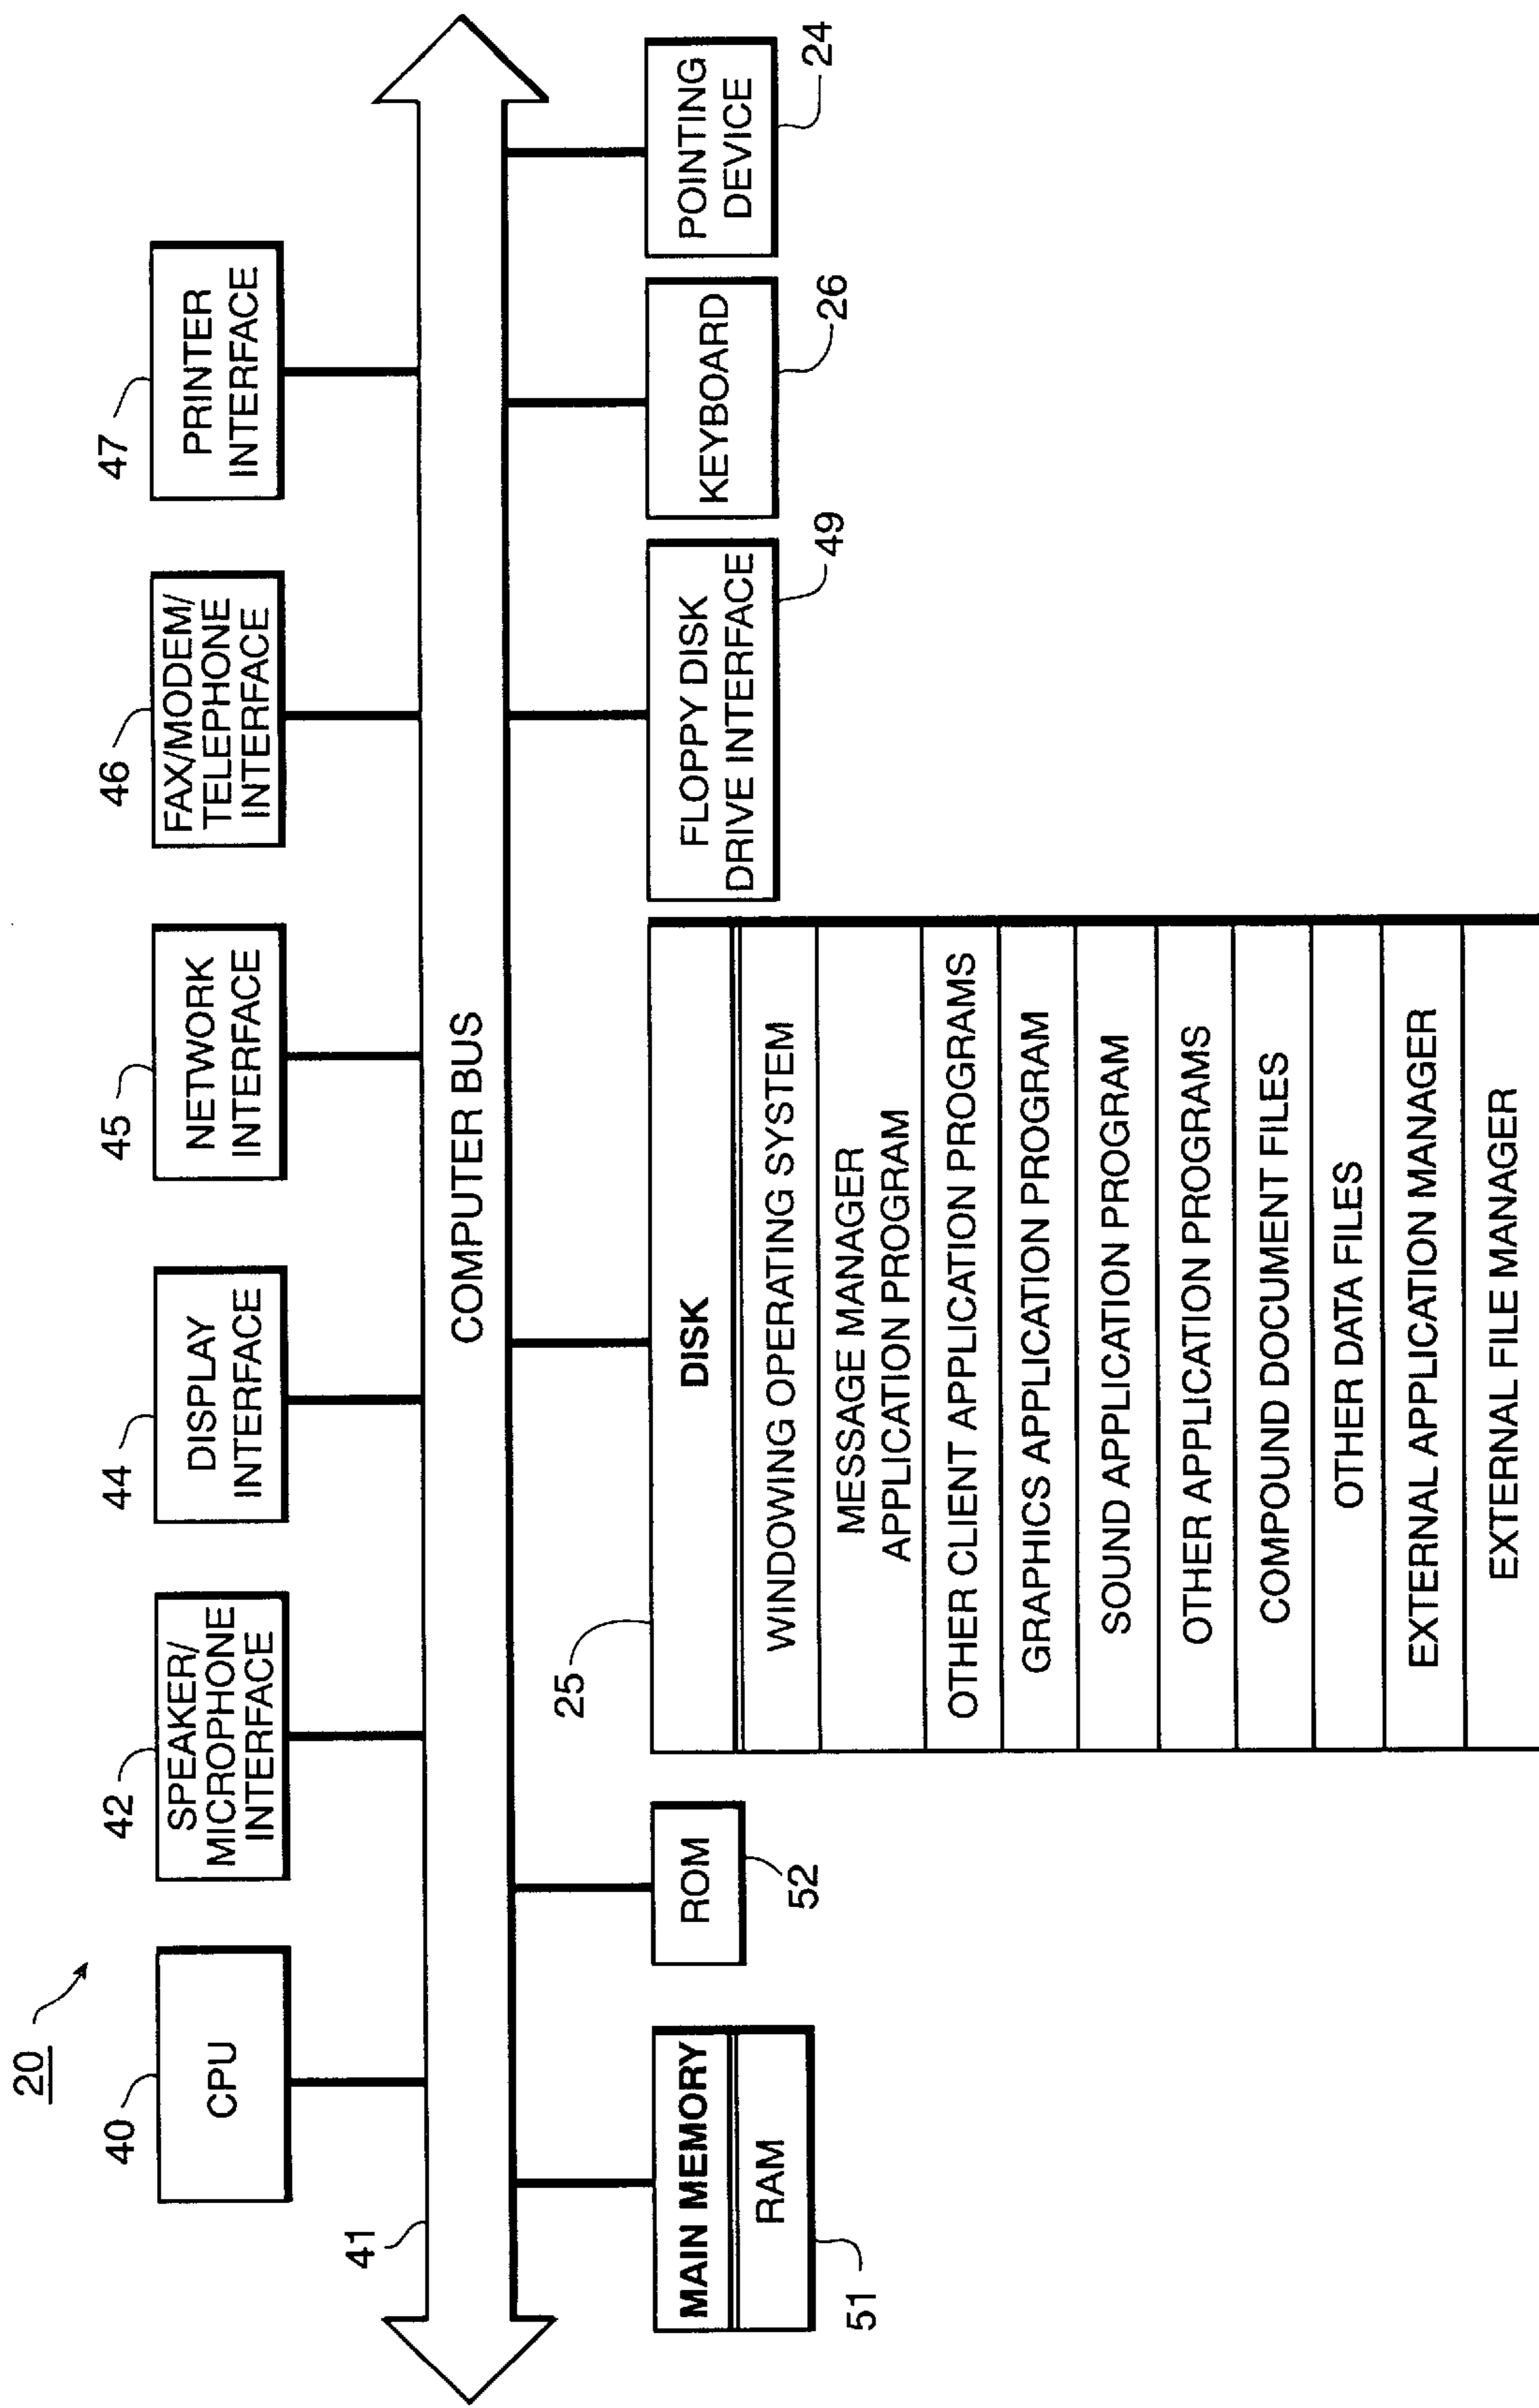 20
40
CPU
42
SPEAKER/
MICROPHONE
INTERFACE
44
DISPLAY
INTERFACE
45
NETWORK
INTERFACE
46
FAX/MODEM/
TELEPHONE
INTERFACE
47
PRINTER
INTERFACE
41
COMPUTER BUS
MAIN MEMORY
RAM
51
ROM
52
25
DISK
WINDOWING OPERATING SYSTEM
MESSAGE MANAGER
APPLICATION PROGRAM
OTHER CLIENT APPLICATION PROGRAMS
GRAPHICS APPLICATION PROGRAM
SOUND APPLICATION PROGRAM
OTHER APPLICATION PROGRAMS
COMPOUND DOCUMENT FILES
OTHER DATA FILES
EXTERNAL APPLICATION MANAGER
EXTERNAL FILE MANAGER
FLOPPY DISK
DRIVE INTERFACE
49
KEYBOARD
26
POINTING
DEVICE
24